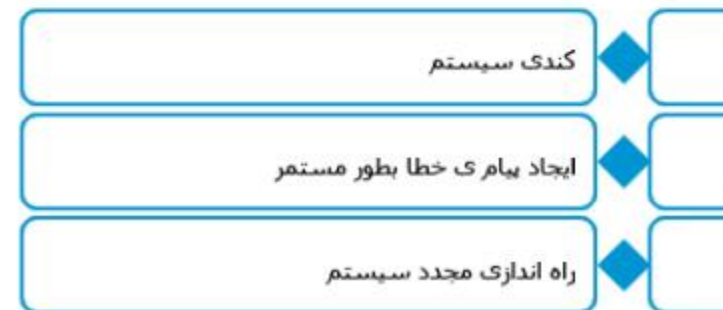 کندی سیستم
ایجاد پیام ی خطا بطور مستمر
راه اندازی مجدد سیستم